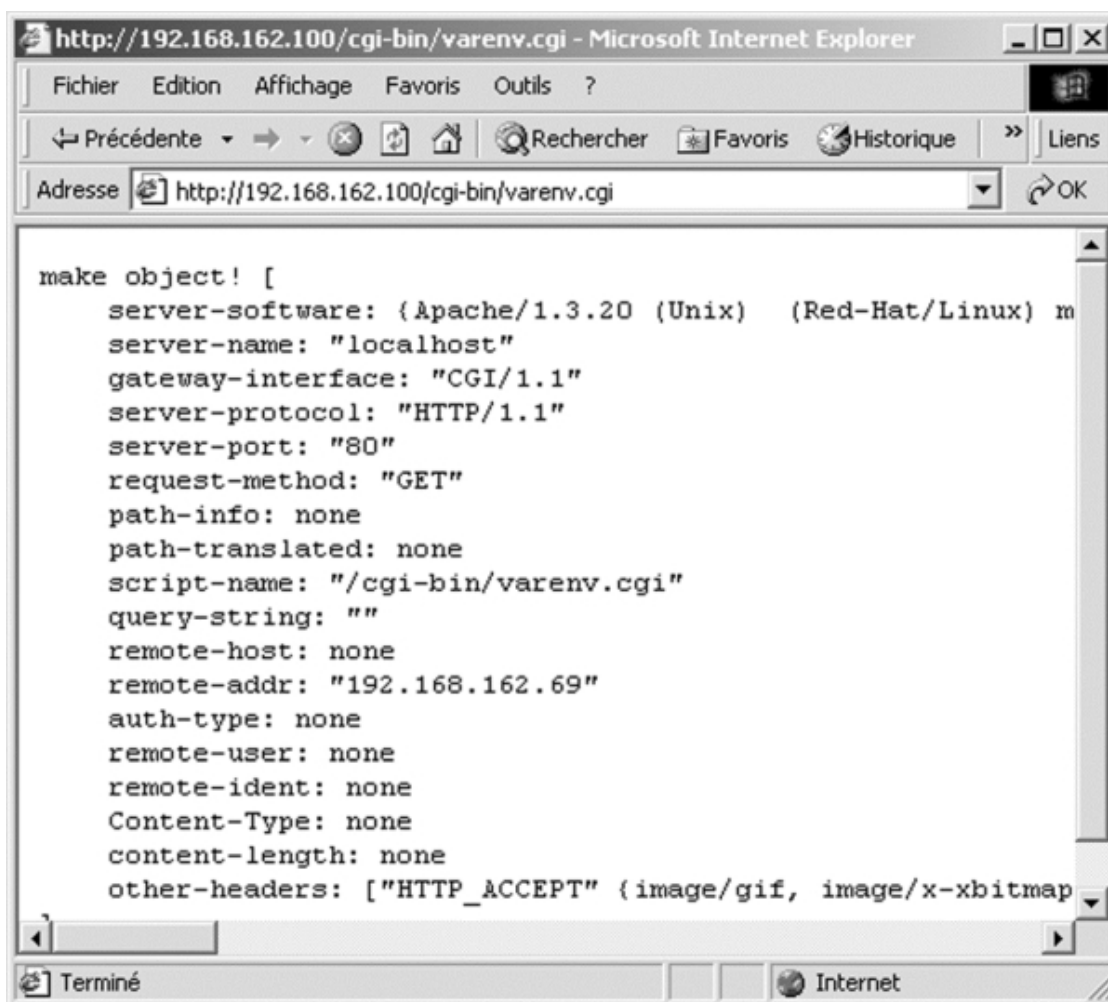 http://192.168.162.100/cgi-bin/varenv.cgi - Microsoft Internet Explorer
Fichier Edition Affichage Favoris Outils ?
Précédente Rechercher Favoris Historique » Liens
Adresse http://192.168.162.100/cgi-bin/varenv.cgi OK
make object! [
server-software: {Apache/1.3.20 (Unix)  (Red-Hat/Linux) m
server-name: "localhost"
gateway-interface: "CGI/1.1"
server-protocol: "HTTP/1.1"
server-port: "80"
request-method: "GET"
path-info: none
path-translated: none
script-name: "/cgi-bin/varenv.cgi"
query-string: ""
remote-host: none
remote-addr: "192.168.162.69"
auth-type: none
remote-user: none
remote-ident: none
Content-Type: none
content-length: none
other-headers: ["HTTP_ACCEPT" {image/gif, image/x-xbitmap
Terminé Internet